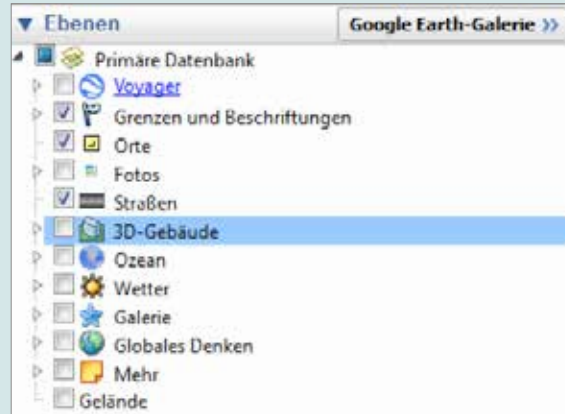 Ebenen
Google Earth-Galerie >>
Primäre Datenbank
Voyager
Grenzen und Beschriftungen
Orte
Fotos
Straßen
3D-Gebäude
Ozean
Wetter
Galerie
Globales Denken
Mehr
Gelände